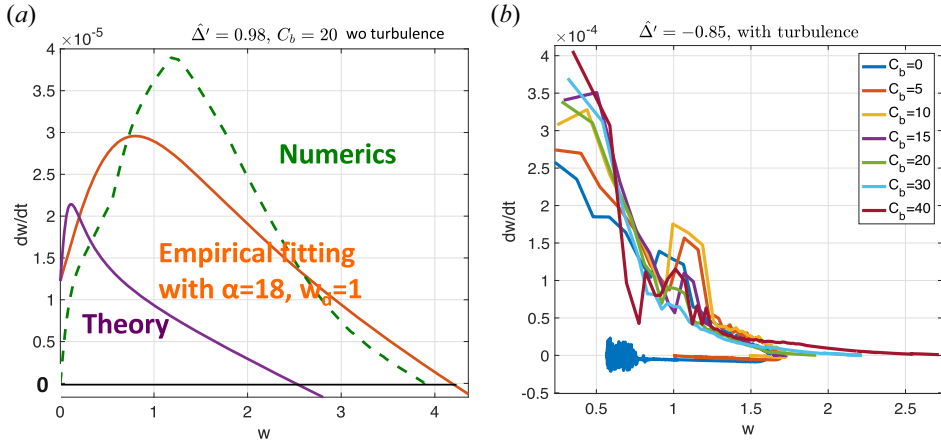 (a)
×10⁻⁵
Δ̂′ = 0.98, C_b = 20 wo turbulence
4
3.5
3
2.5
2
1.5
1
0.5
0
dw/dt
Numerics
Empirical fitting
with α=18, w_d=1
Theory
0 1 2 3 4
w
(b)
×10⁻⁴
Δ̂′ = −0.85, with turbulence
4
3.5
3
2.5
2
1.5
1
0.5
0
-0.5
dw/dt
C_b=0
C_b=5
C_b=10
C_b=15
C_b=20
C_b=30
C_b=40
0.5 1 1.5 2 2.5
w